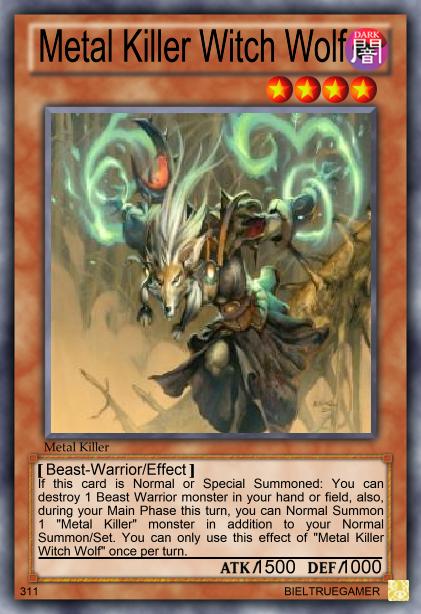 Metal Killer Witch Wolf
DARK
闇
Metal Killer
[ Beast-Warrior/Effect ]
If this card is Normal or Special Summoned: You can
destroy 1 Beast Warrior monster in your hand or field, also,
during your Main Phase this turn, you can Normal Summon
1 "Metal Killer" monster in addition to your Normal
Summon/Set. You can only use this effect of "Metal Killer
Witch Wolf" once per turn.
ATK/1500 DEF/1000
311 BIELTRUEGAMER